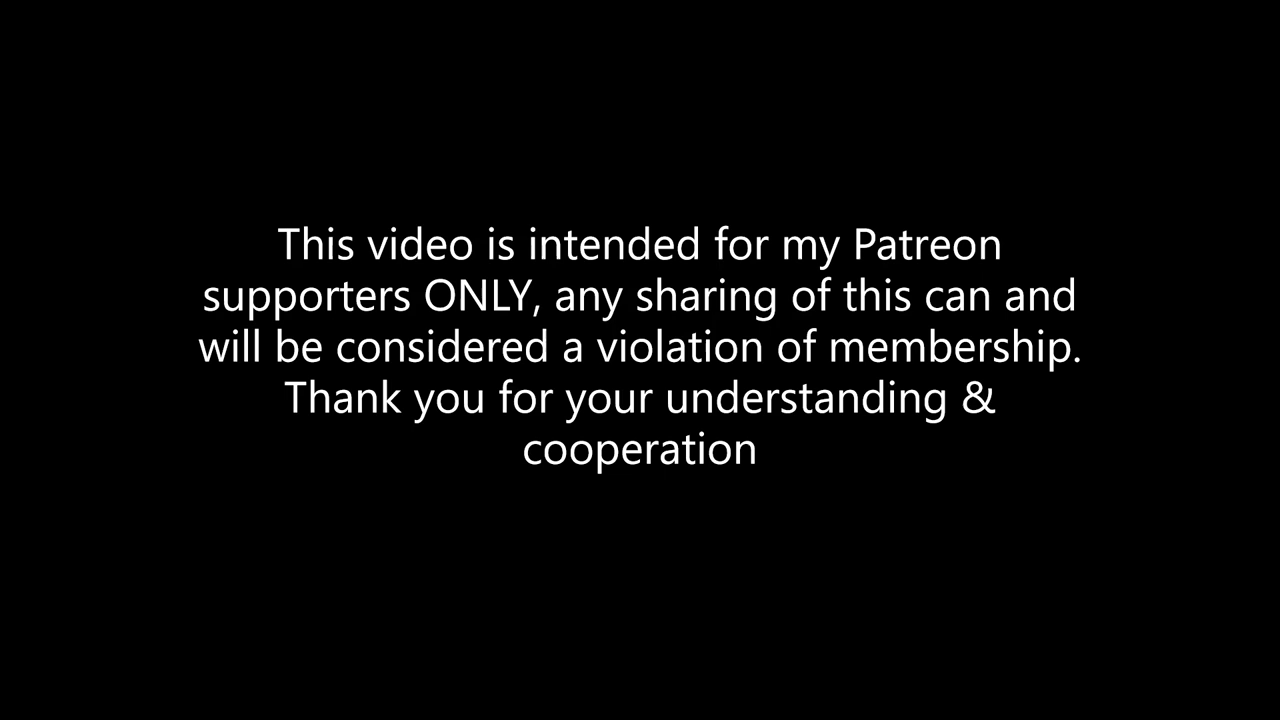 This video is intended for my Patreon
supporters ONLY, any sharing of this can and
will be considered a violation of membership.
Thank you for your understanding &
cooperation